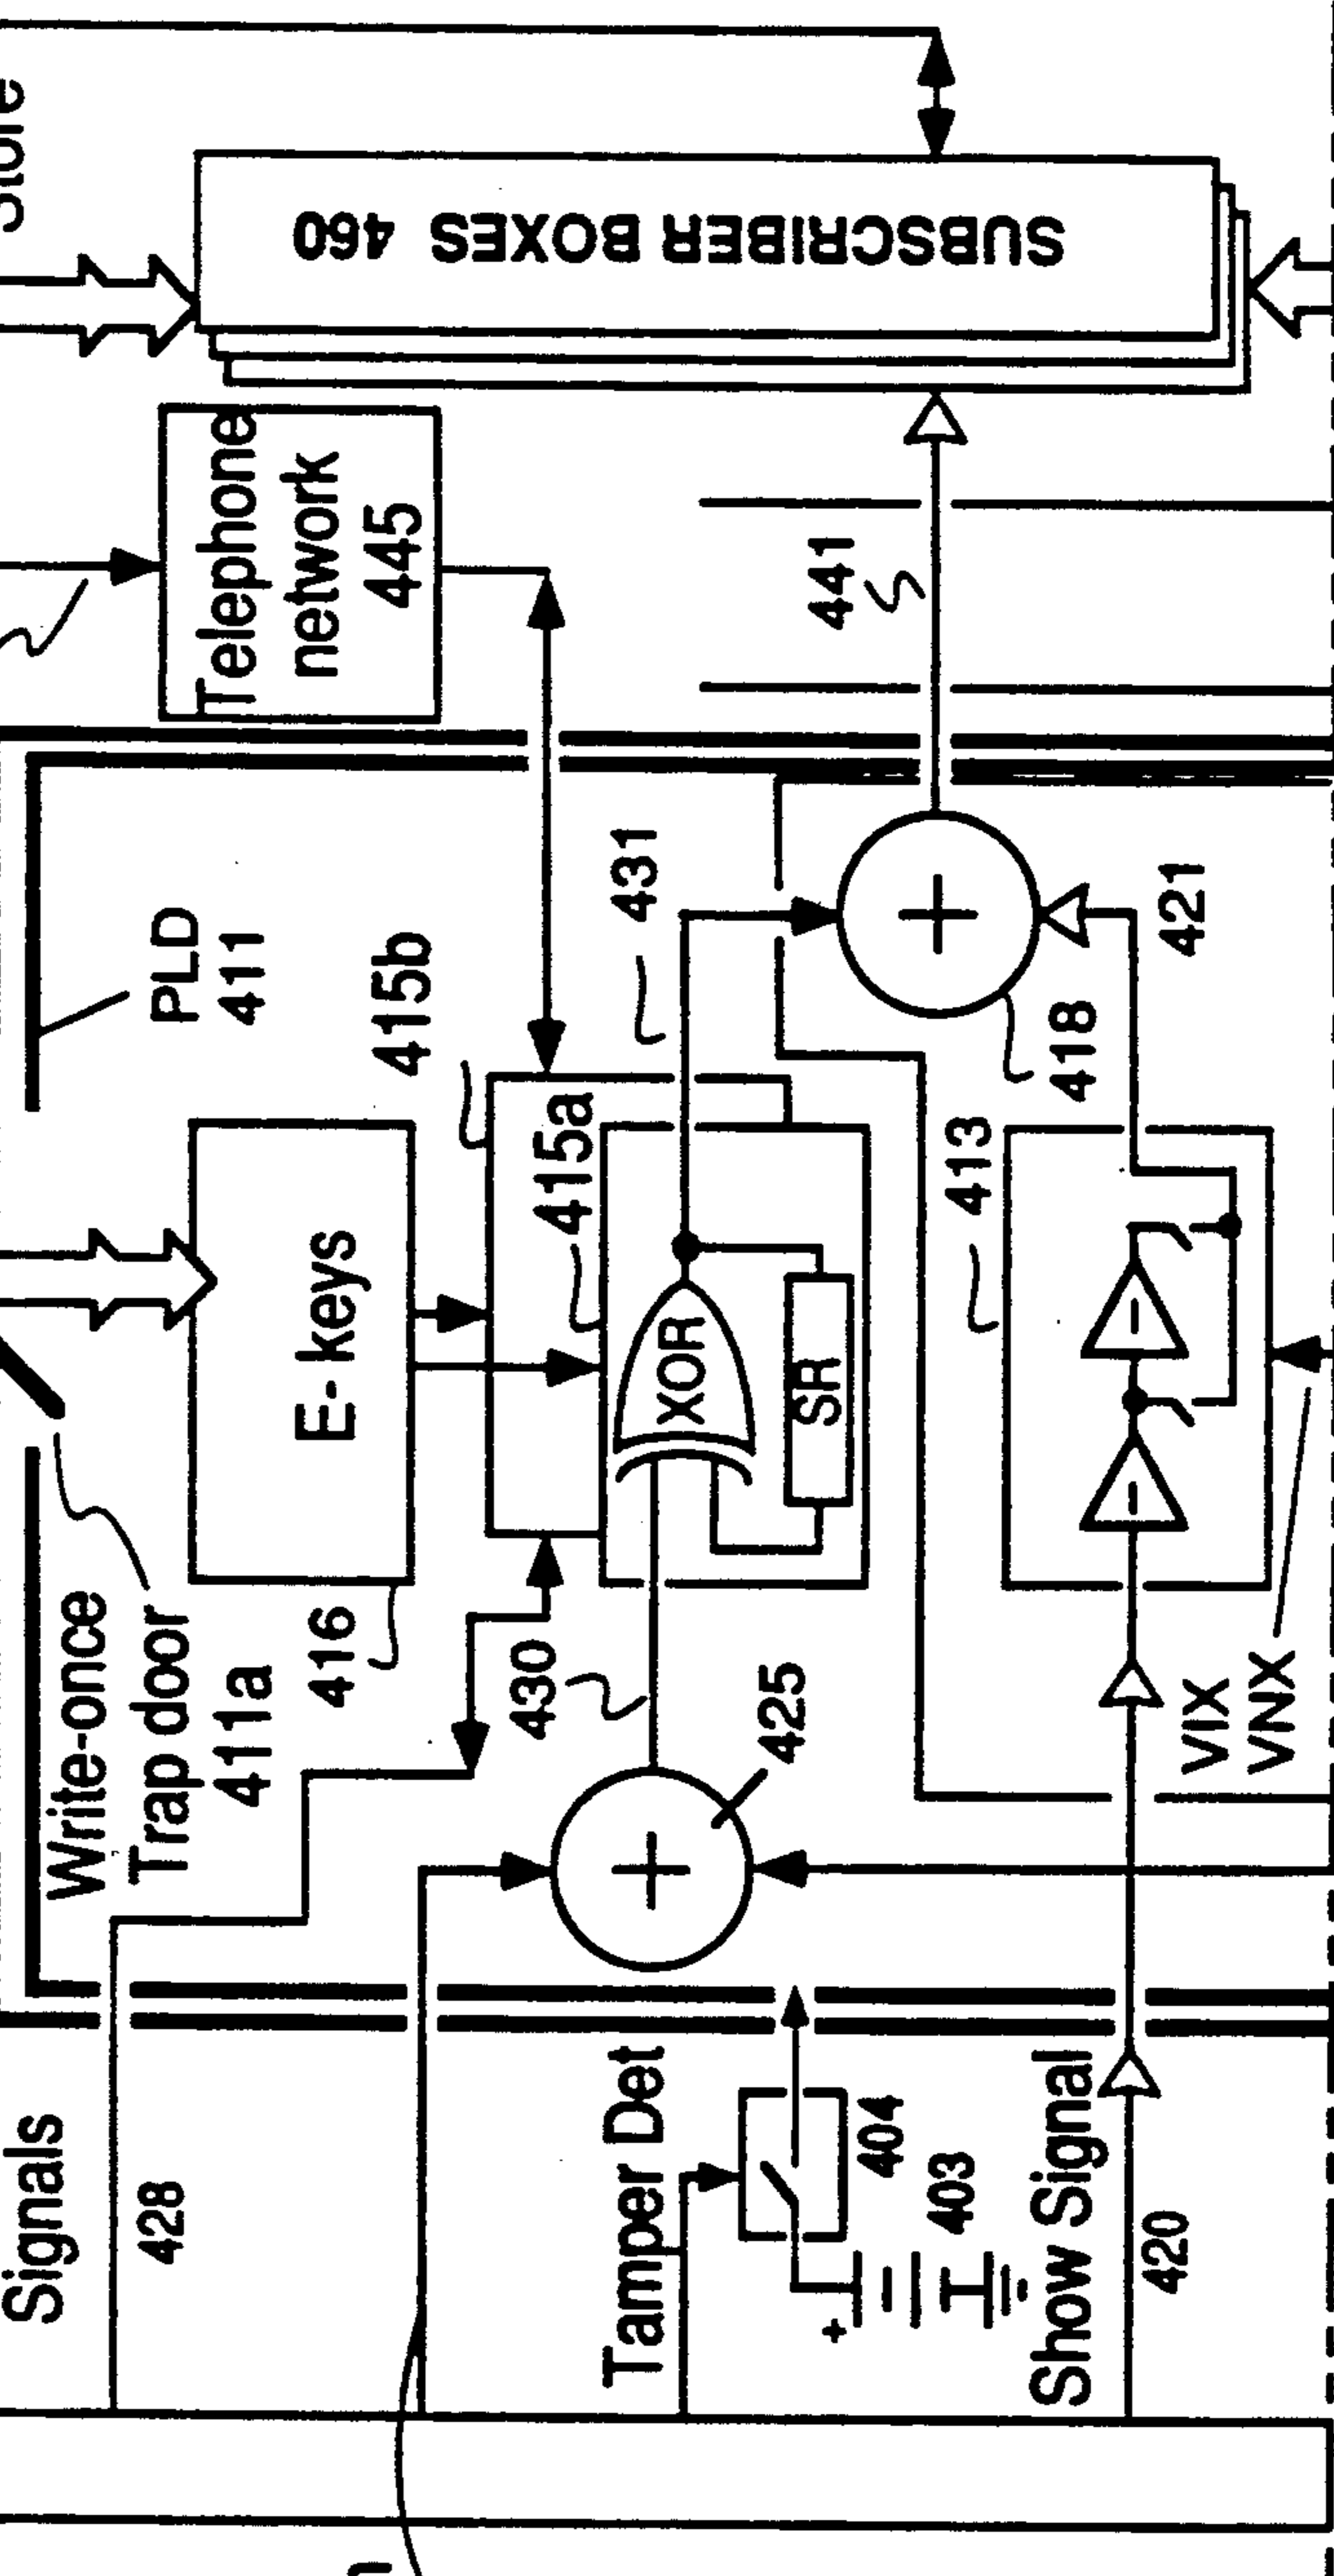 Signals
428
Write-once
Trap door
411a
PLD
411
416
E-keys
415b
415a
430
431
XOR
SR
425
Telephone
network
445
441
SUBSCRIBER BOXES 460
Store
Tamper Det
404
403
+
Show Signal
420
VIX
VNX
413
418
421